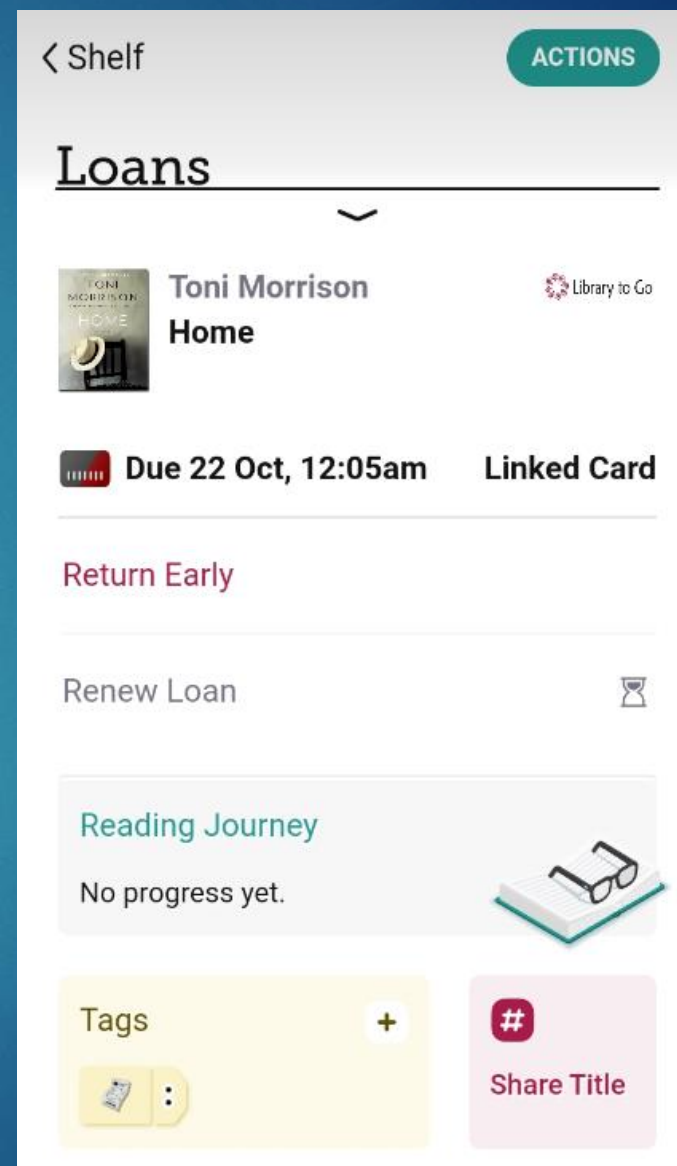 Shelf
ACTIONS
Loans
TONI
MORRISON
HOME
Toni Morrison
Home
Library to Go
Due 22 Oct, 12:05am
Linked Card
Return Early
Renew Loan
Reading Journey
No progress yet.
Tags
+
#
Share Title